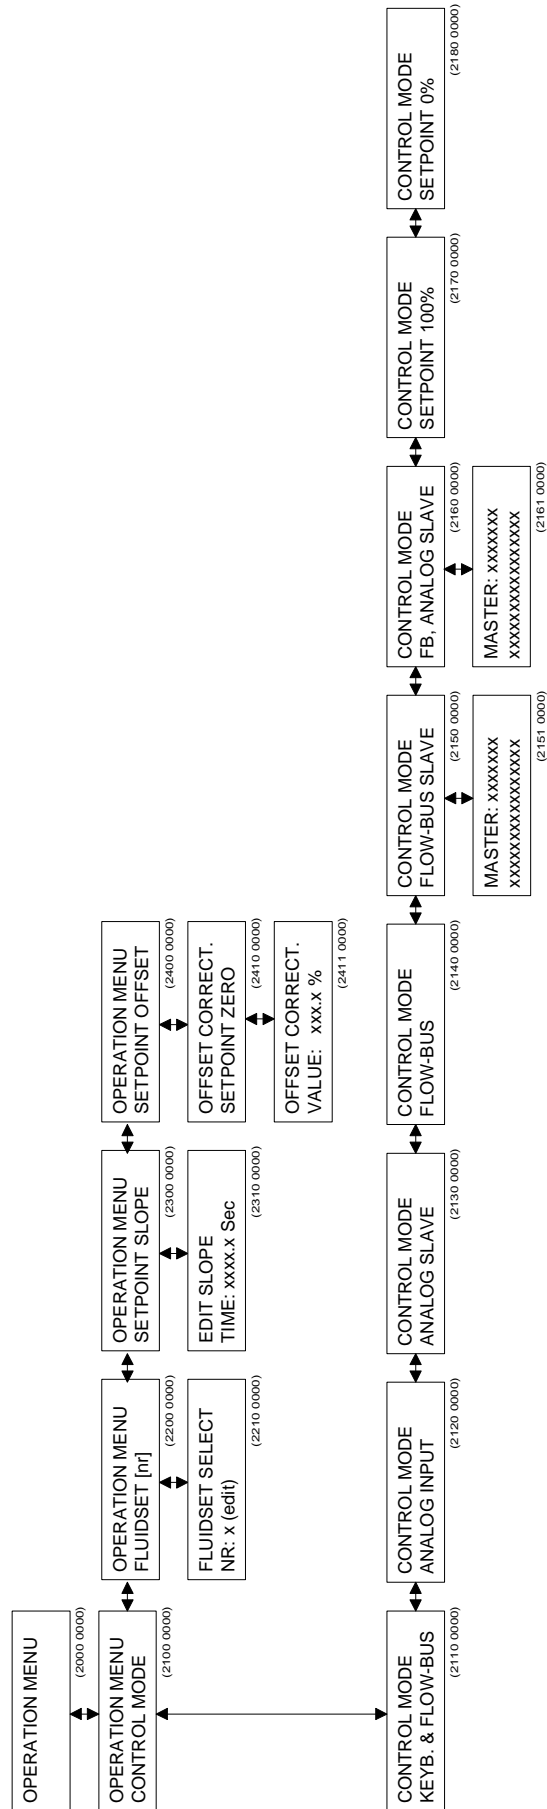 OPERATION MENU
(2000 0000)
OPERATION MENU
CONTROL MODE
(2100 0000)
OPERATION MENU
FLUIDSET [nr]
(2200 0000)
OPERATION MENU
SETPOINT SLOPE
(2300 0000)
OPERATION MENU
SETPOINT OFFSET
(2400 0000)
FLUIDSET SELECT
NR: x (edit)
(2210 0000)
EDIT SLOPE
TIME: xxxx.x Sec
(2310 0000)
OFFSET CORRECT.
SETPOINT ZERO
(2410 0000)
OFFSET CORRECT.
VALUE: xxx.x %
(2411 0000)
CONTROL MODE
KEYB. & FLOW-BUS
(2110 0000)
CONTROL MODE
ANALOG INPUT
(2120 0000)
CONTROL MODE
ANALOG SLAVE
(2130 0000)
CONTROL MODE
FLOW-BUS
(2140 0000)
CONTROL MODE
FLOW-BUS SLAVE
(2150 0000)
CONTROL MODE
FB, ANALOG SLAVE
(2160 0000)
CONTROL MODE
SETPOINT 100%
(2170 0000)
CONTROL MODE
SETPOINT 0%
(2180 0000)
MASTER: xxxxxxx
xxxxxxxxxxxxxxxx
(2151 0000)
MASTER: xxxxxxx
xxxxxxxxxxxxxxxx
(2161 0000)